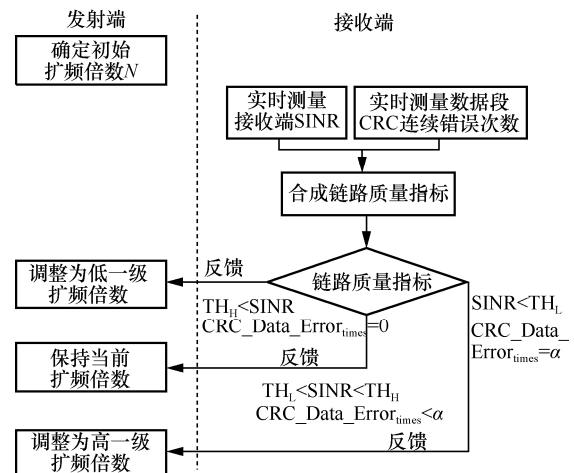 发射端
接收端
确定初始
扩频倍数N
实时测量
接收端SINR
实时测量数据段
CRC连续错误次数
合成链路质量指标
链路质量指标
反馈
调整为低一级
扩频倍数
TH_H<SINR
CRC_Data_Error_times=0
SINR<TH_L
CRC_Data_
Error_times=α
反馈
保持当前
扩频倍数
TH_L<SINR<TH_H
CRC_Data_Error_times<α
反馈
调整为高一级
扩频倍数